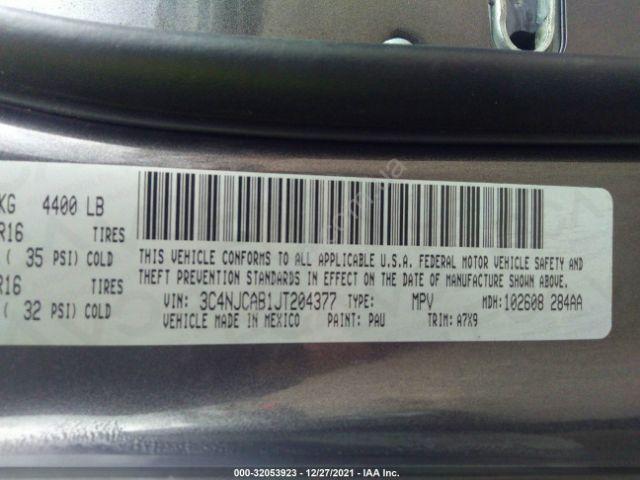 KG 4400 LB
R16 TIRES
( 35 PSI) COLD
R16 TIRES
( 32 PSI) COLD
THIS VEHICLE CONFORMS TO ALL APPLICABLE U.S.A. FEDERAL MOTOR VEHICLE SAFETY AND
THEFT PREVENTION STANDARDS IN EFFECT ON THE DATE OF MANUFACTURE SHOWN ABOVE.
VIN: 3C4NJCAB1JT204377 TYPE: MPV MDH: 102608 284AA
VEHICLE MADE IN MEXICO PAINT: PAU TRIM: A7X9
000-32053923 - 12/27/2021 - IAA Inc.